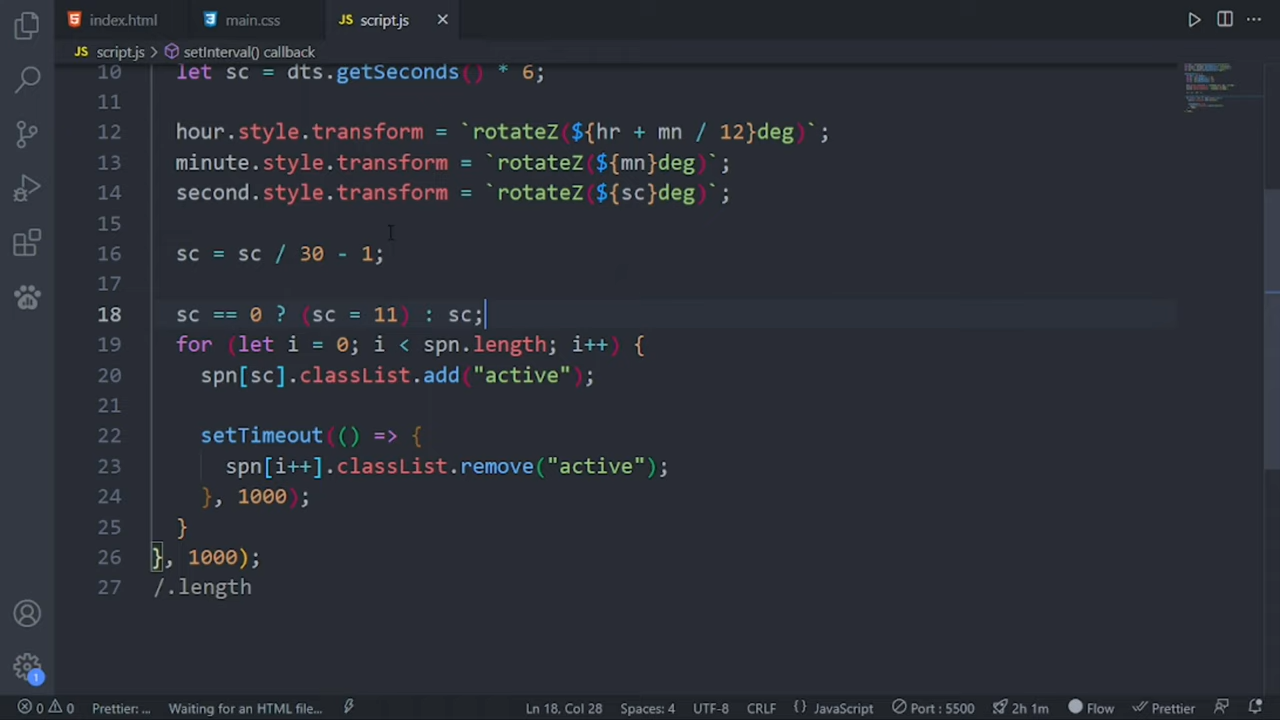 index.html
main.css
JS script.js
JS script.js > setInterval() callback
10 let sc = dts.getSeconds() * 6;
11
12 hour.style.transform = `rotateZ(${hr + mn / 12}deg)`;
13 minute.style.transform = `rotateZ(${mn}deg)`;
14 second.style.transform = `rotateZ(${sc}deg)`;
15
16 sc = sc / 30 - 1;
17
18 sc == 0 ? (sc = 11) : sc;
19 for (let i = 0; i < spn.length; i++) {
20 spn[sc].classList.add("active");
21
22 setTimeout(() => {
23 spn[i++].classList.remove("active");
24 }, 1000);
25 }
26 }, 1000);
27 /.length
1
0 0 Prettier: ... Waiting for an HTML file... Ln 18, Col 28 Spaces: 4 UTF-8 CRLF {} JavaScript Port : 5500 2h 1m Flow Prettier